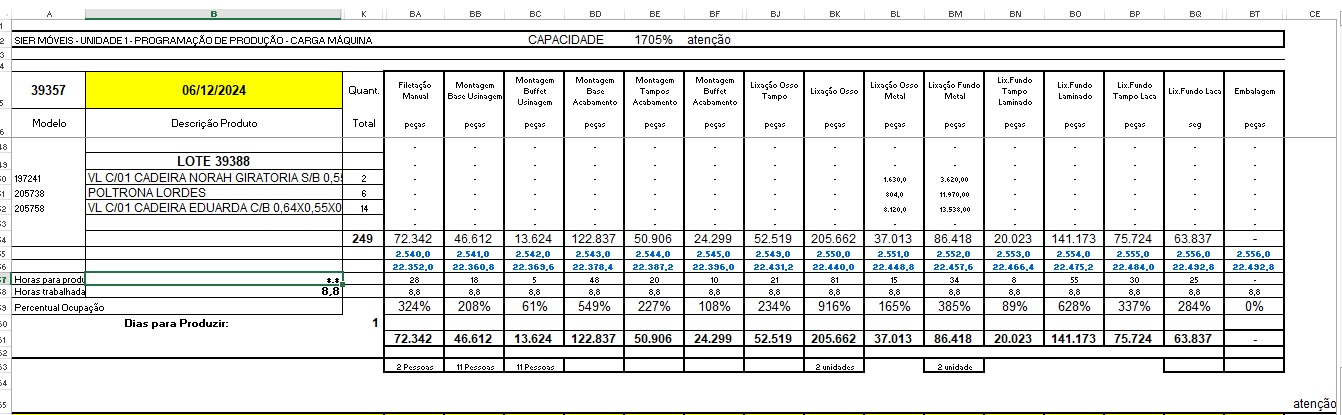 A B K BA BB BC BD BE BF BJ BK BL BM BN BO BP BQ BT CE
SIER MÓVEIS - UNIDADE 1 - PROGRAMAÇÃO DE PRODUÇÃO - CARGA MÁQUINA CAPACIDADE 1705% atenção
39357 06/12/2024 Quant. Filetação Manual Montagem Base Usinagem Montagem Buffet Usinagem Montagem Base Acabamento Montagem Tampos Acabamento Montagem Buffet Acabamento Lixação Osso Tampo Lixação Osso Lixação Osso Metal Lixação Fundo Metal Lix.Fundo Tampo Laminado Lix.Fundo Laminado Lix.Fundo Tampo Laca Lix.Fundo Laca Embalagem
Modelo Descrição Produto Total peças peças peças peças peças peças peças peças peças peças peças peças peças seg peças
- - - - - - - - - - - - - - -
LOTE 39388 - - - - - - - - - - - - - - -
197241 VL C/01 CADEIRA NORAH GIRATORIA S/B 0,55 2 - - - - - - - - 1.630,0 3.620,00 - - - - -
205738 POLTRONA LORDES 6 - - - - - - - - 804,0 11.970,00 - - - - -
205758 VL C/01 CADEIRA EDUARDA C/B 0,64X0,55X0 14 - - - - - - - - 8.120,0 13.538,00 - - - - -
- - - - - - - - - - - - - - -
249 72.342 46.612 13.624 122.837 50.906 24.299 52.519 205.662 37.013 86.418 20.023 141.173 75.724 63.837 -
2.540,0 2.541,0 2.542,0 2.543,0 2.544,0 2.545,0 2.549,0 2.550,0 2.551,0 2.552,0 2.553,0 2.554,0 2.555,0 2.556,0 2.556,0
22.352,0 22.360,8 22.369,6 22.378,4 22.387,2 22.396,0 22.431,2 22.440,0 22.448,8 22.457,6 22.466,4 22.475,2 22.484,0 22.492,8 22.492,8
Horas para produ *.* 28 18 5 48 20 10 21 81 15 34 8 55 30 25 -
Horas trabalhada 8,8 8,8 8,8 8,8 8,8 8,8 8,8 8,8 8,8 8,8 8,8 8,8 8,8 8,8 8,8 8,8
Percentual Ocupação 324% 208% 61% 549% 227% 108% 234% 916% 165% 385% 89% 628% 337% 284% 0%
Dias para Produzir: 1
72.342 46.612 13.624 122.837 50.906 24.299 52.519 205.662 37.013 86.418 20.023 141.173 75.724 63.837 -
2 Pessoas 11 Pessoas 11 Pessoas 2 unidades 2 unidade
atenção